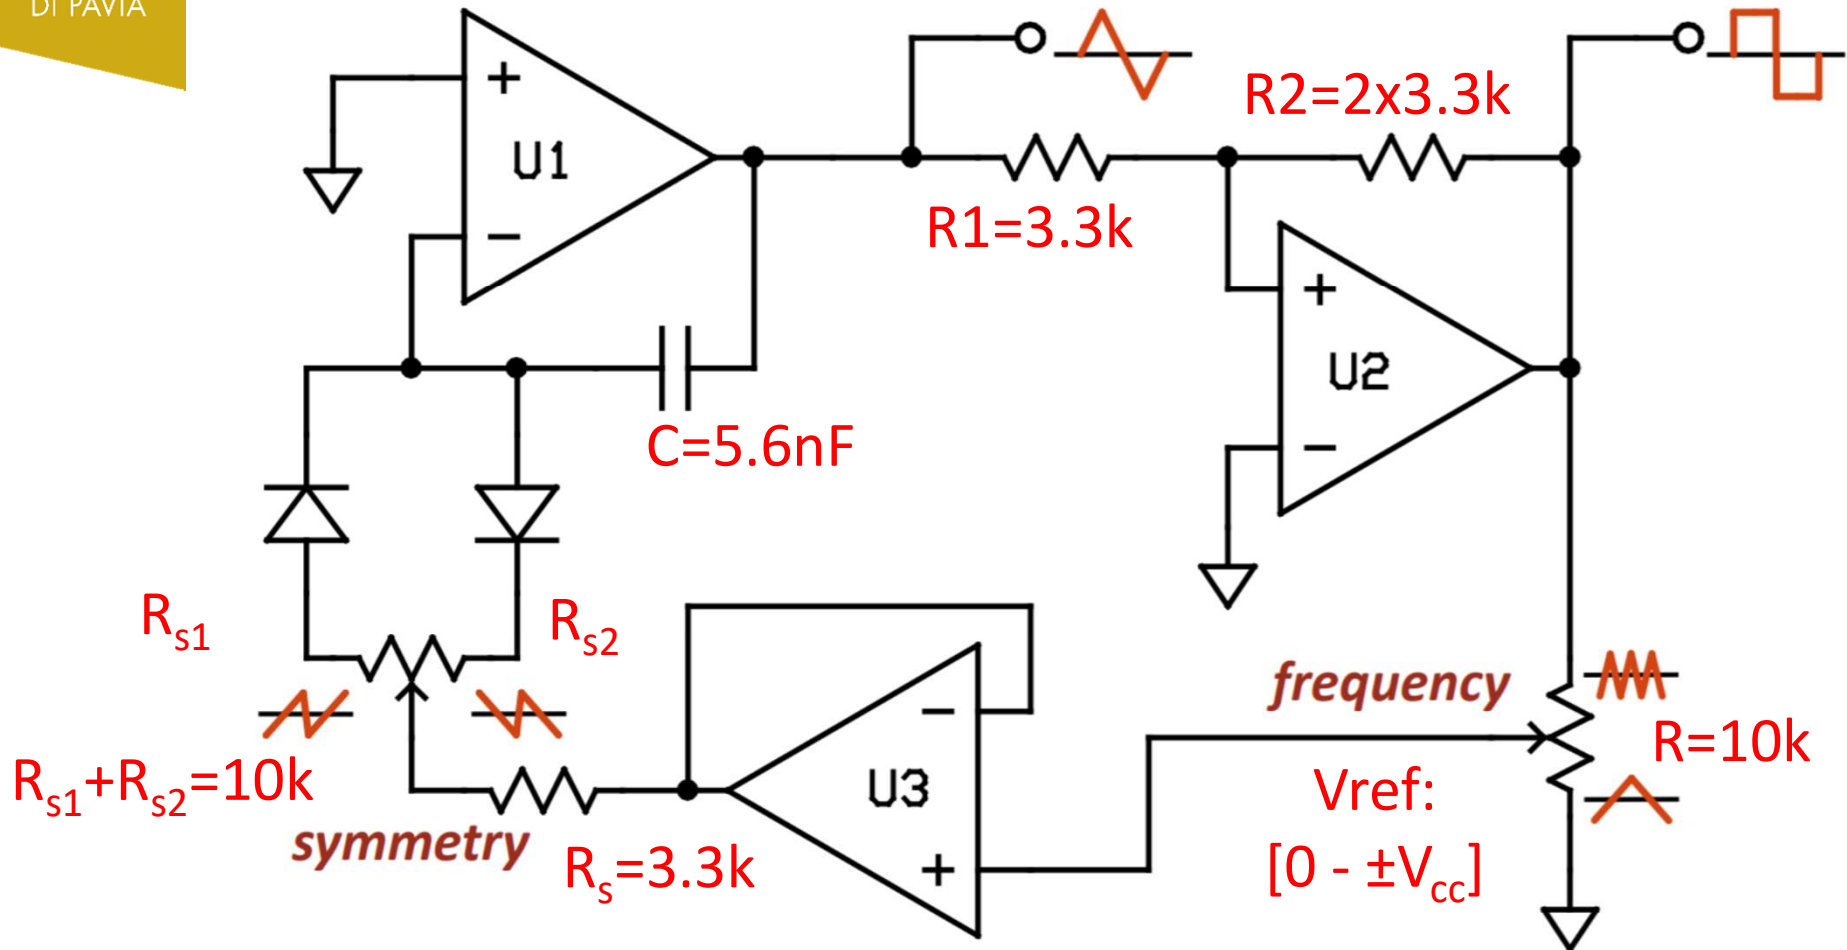 DI PAVIA
+
U1
−
R2=2x3.3k
R1=3.3k
+
U2
−
C=5.6nF
Rs1
Rs2
Rs1+Rs2=10k
symmetry
Rs=3.3k
−
U3
+
frequency
R=10k
Vref:
[0 - ±Vcc]